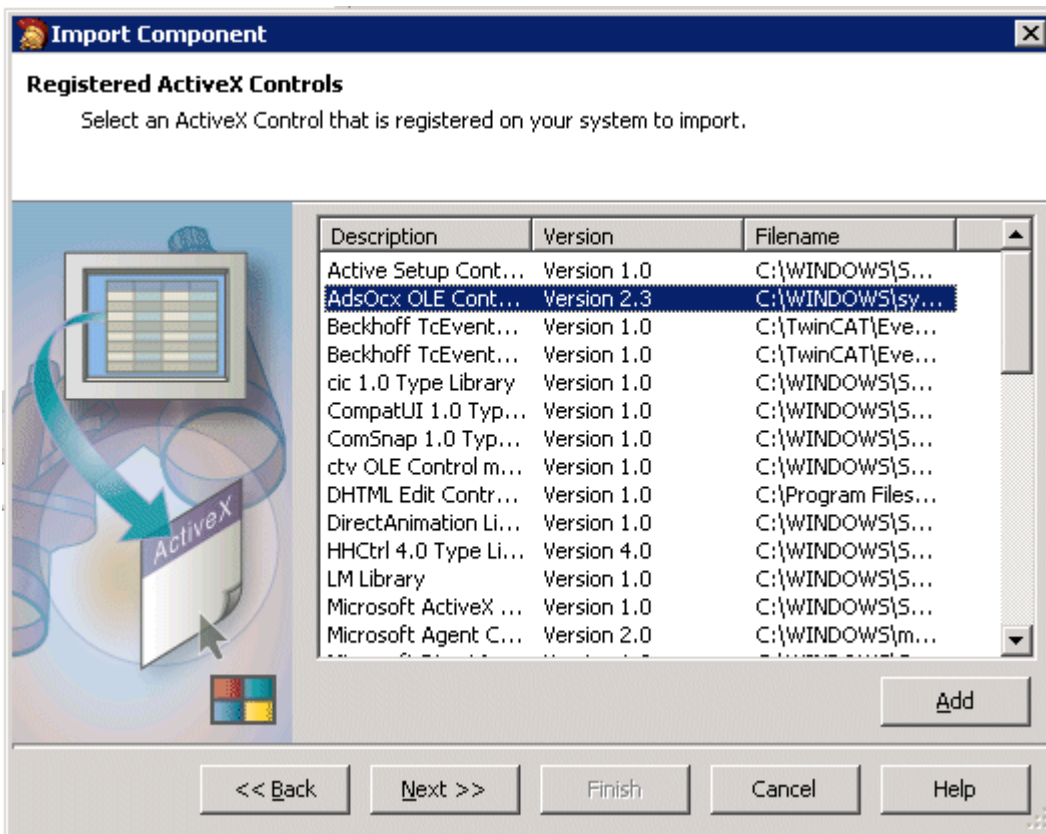 Import Component
Registered ActiveX Controls
Select an ActiveX Control that is registered on your system to import.
Description Version Filename
Active Setup Cont... Version 1.0 C:\WINDOWS\S...
AdsOcx OLE Cont... Version 2.3 C:\WINDOWS\sy...
Beckhoff TcEvent... Version 1.0 C:\TwinCAT\Eve...
Beckhoff TcEvent... Version 1.0 C:\TwinCAT\Eve...
cic 1.0 Type Library Version 1.0 C:\WINDOWS\S...
CompatUI 1.0 Typ... Version 1.0 C:\WINDOWS\S...
ComSnap 1.0 Typ... Version 1.0 C:\WINDOWS\S...
ctv OLE Control m... Version 1.0 C:\WINDOWS\S...
DHTML Edit Contr... Version 1.0 C:\Program Files...
DirectAnimation Li... Version 1.0 C:\WINDOWS\S...
HHCtrl 4.0 Type Li... Version 4.0 C:\WINDOWS\S...
LM Library Version 1.0 C:\WINDOWS\S...
Microsoft ActiveX ... Version 1.0 C:\WINDOWS\S...
Microsoft Agent C... Version 2.0 C:\WINDOWS\m...
ActiveX
Add
<< Back Next >> Finish Cancel Help